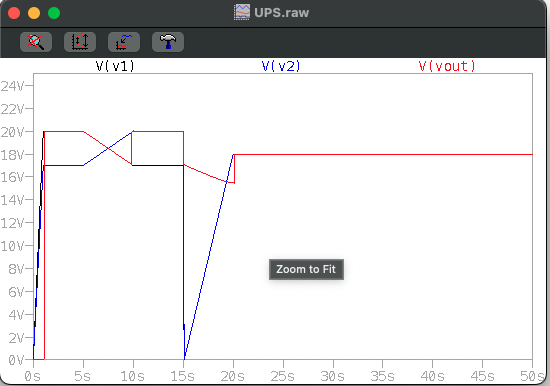 UPS.raw
V(v1) V(v2) V(vout)
24V
22V
20V
18V
16V
14V
12V
10V
8V
6V
4V
2V
0V
Zoom to Fit
0s 5s 10s 15s 20s 25s 30s 35s 40s 45s 50s